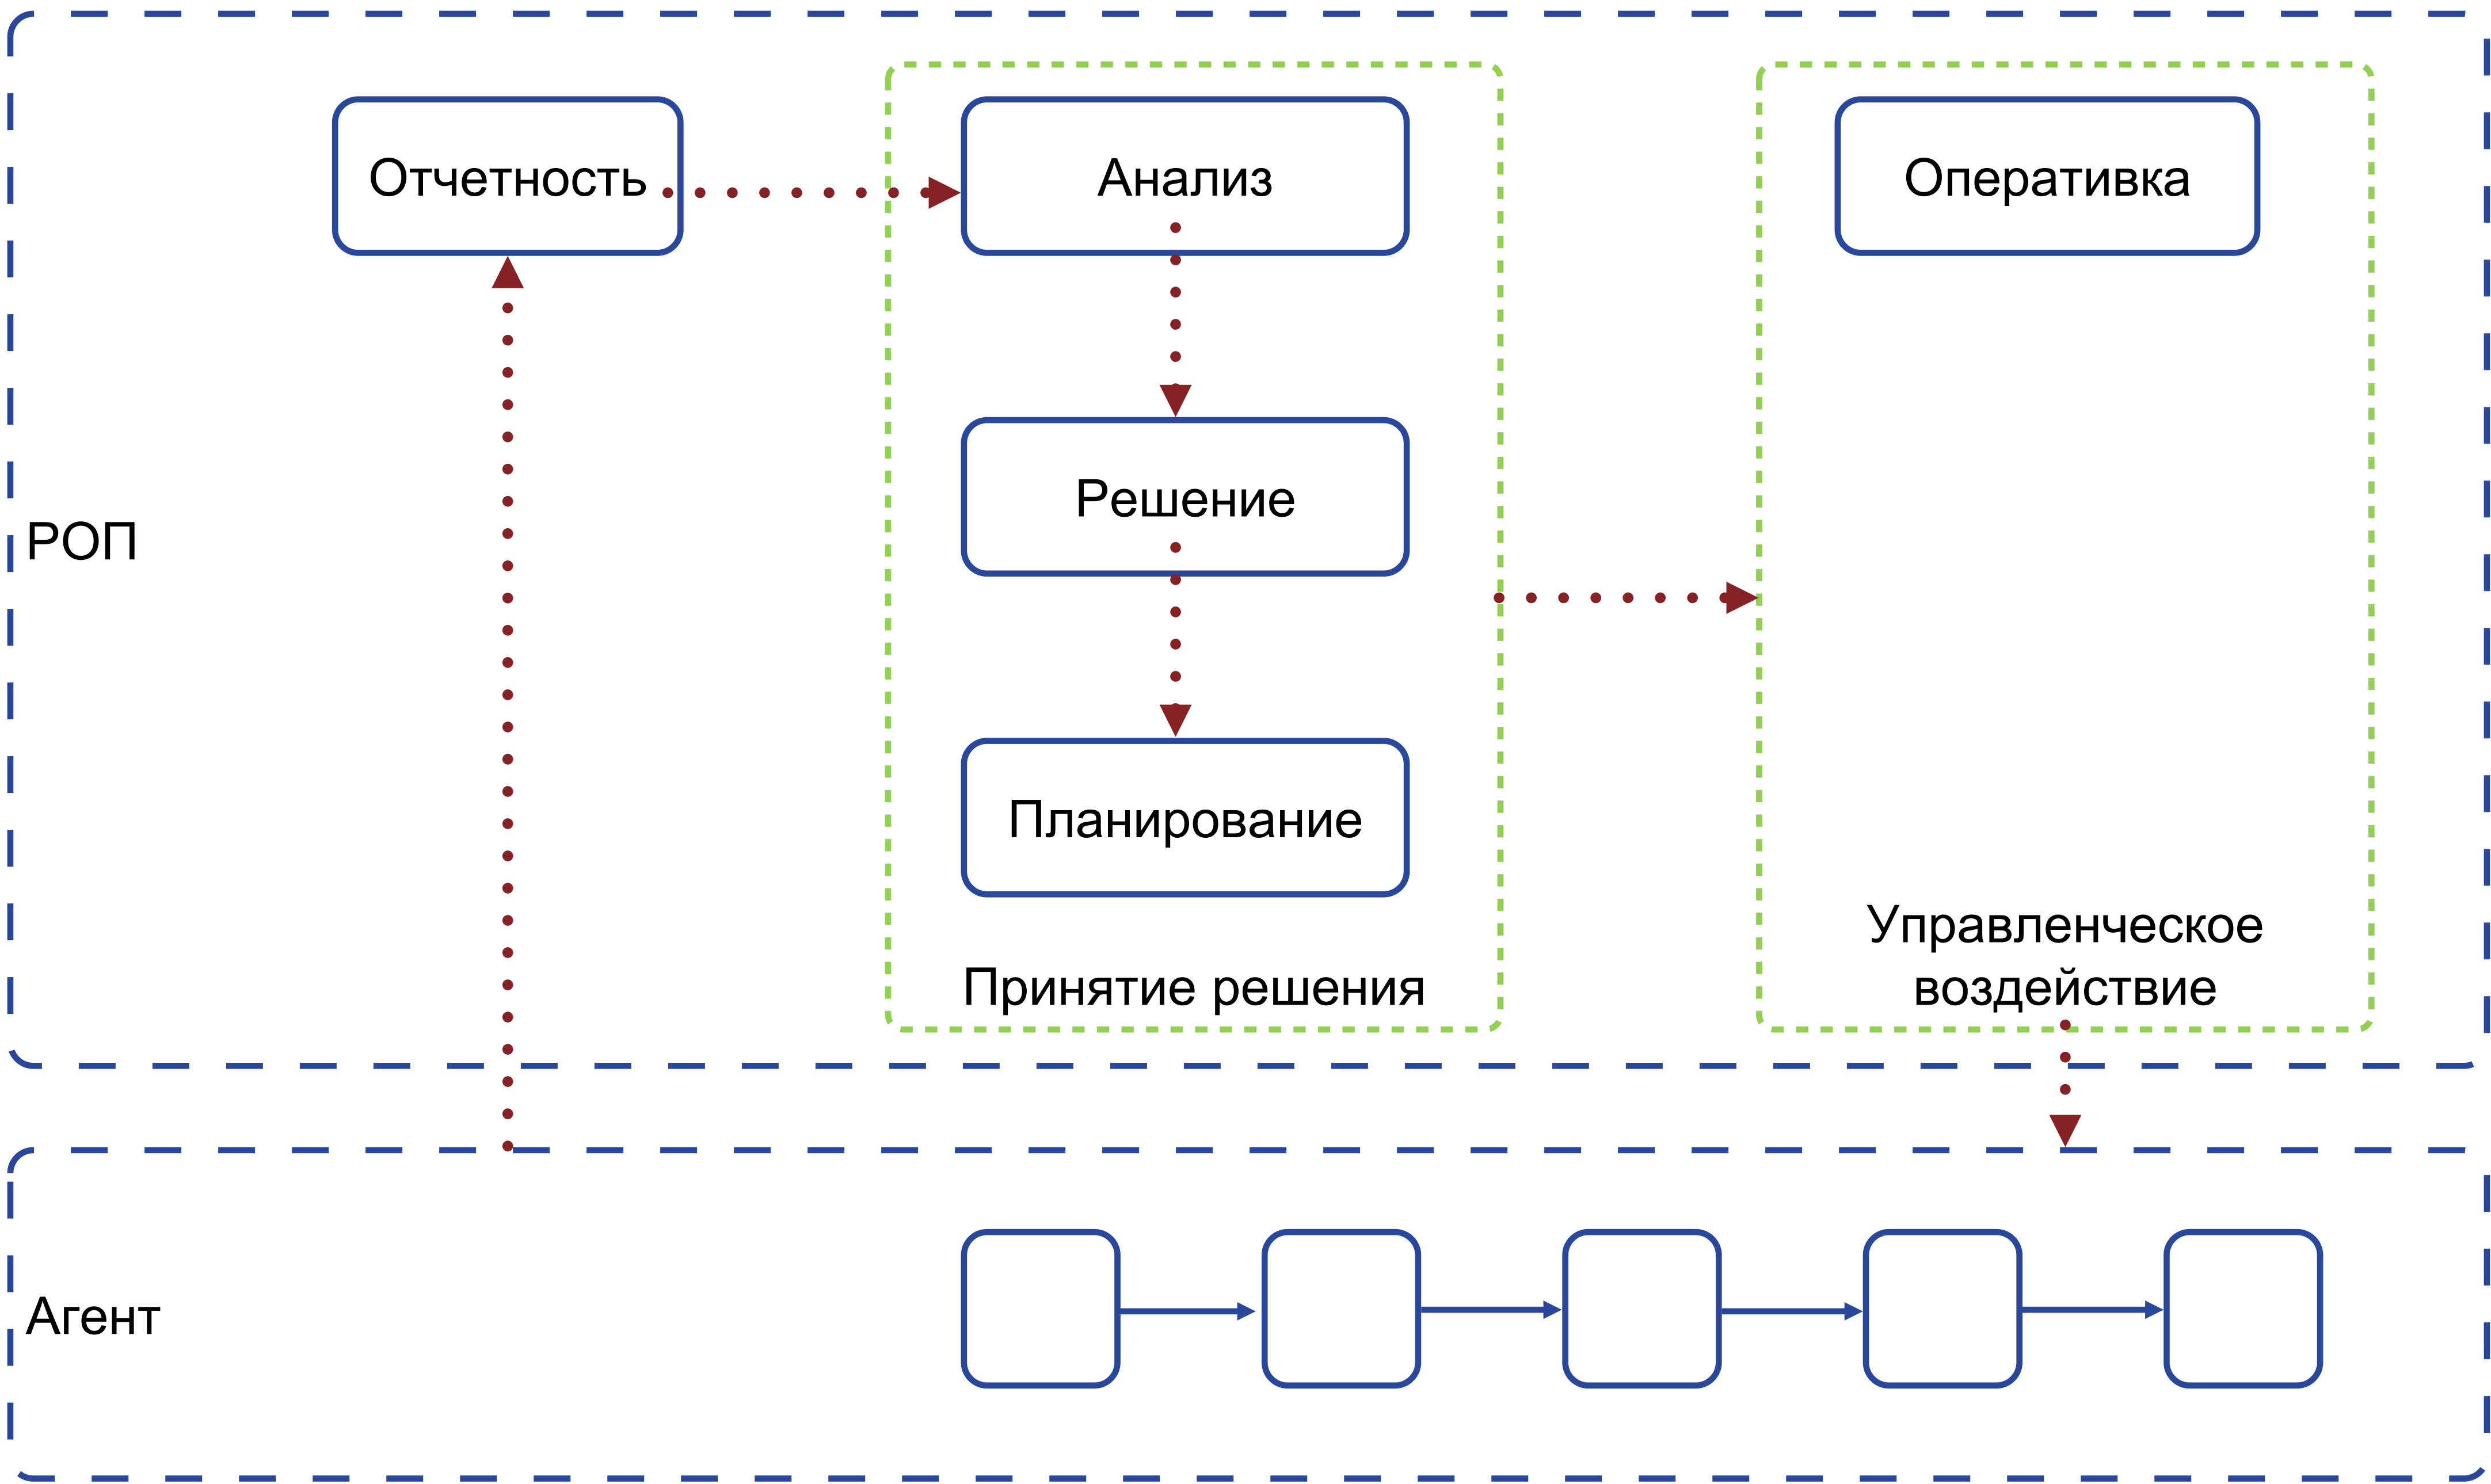 Отчетность
Анализ
Оперативка
Решение
РОП
Планирование
Принятие решения
Управленческое
воздействие
Агент